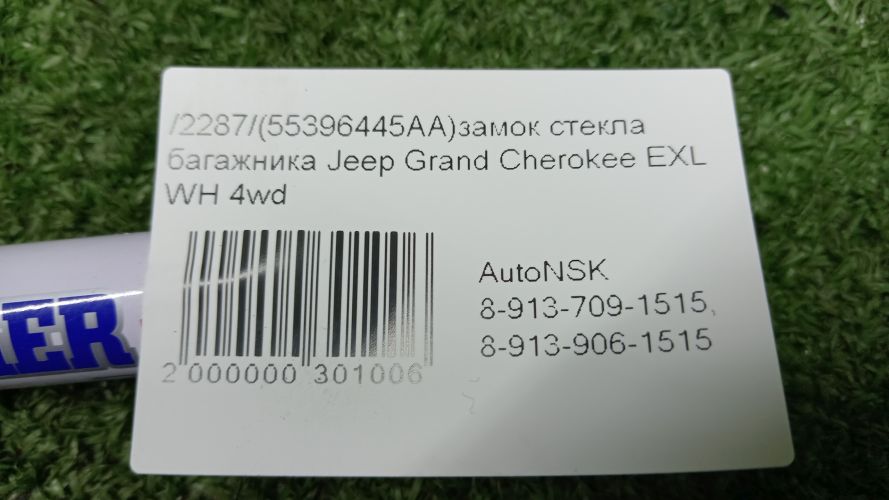 /2287/(55396445AA)замок стекла
багажника Jeep Grand Cherokee EXL
WH 4wd
AutoNSK
8-913-709-1515,
8-913-906-1515
2 000000 301006